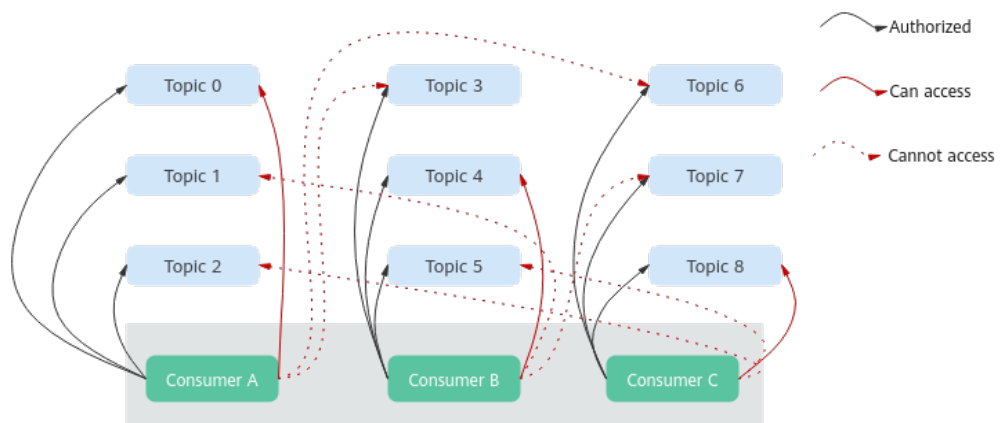 Authorized
Topic 0
Topic 3
Topic 6
Can access
Cannot access
Topic 1
Topic 4
Topic 7
Topic 2
Topic 5
Topic 8
Consumer A
Consumer B
Consumer C